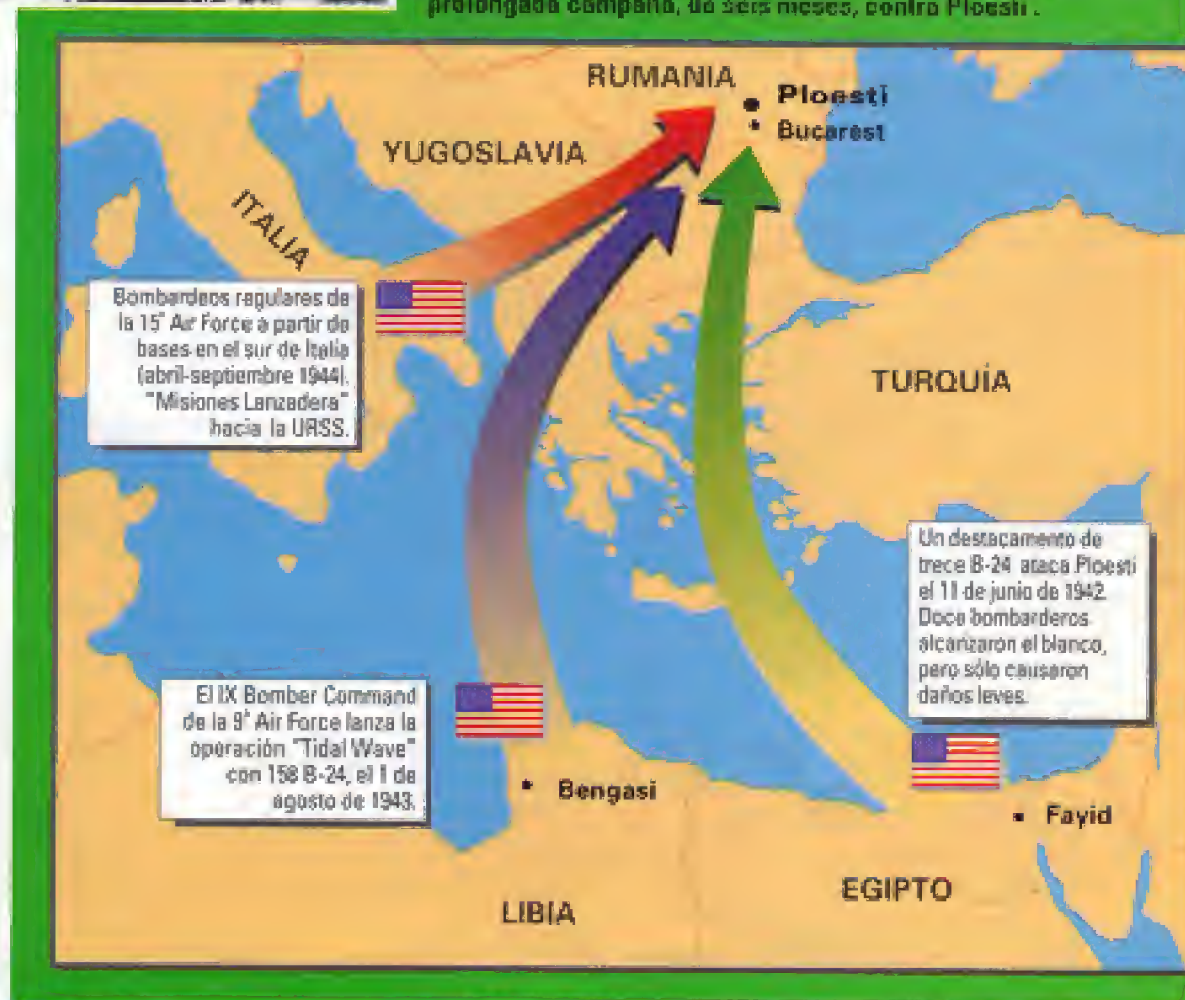 prolongada campaña, de seis meses, contra Ploesti .
RUMANIA
Ploesti
Bucarest
YUGOSLAVIA
ITALIA
Bombardeos regulares de
la 15ª Air Force a partir de
bases en el sur de Italia
(abril-septiembre 1944).
"Misiones Lanzadera"
hacia la URSS.
TURQUÍA
Un destacamento de
trece B-24 ataca Ploesti
el 11 de junio de 1942.
Doce bombarderos
alcanzaron el blanco,
pero sólo causaron
daños leves.
El IX Bomber Command
de la 9ª Air Force lanza la
operación "Tidal Wave"
con 158 B-24, el 1 de
agosto de 1943.
Bengasi
Fayid
EGIPTO
LIBIA